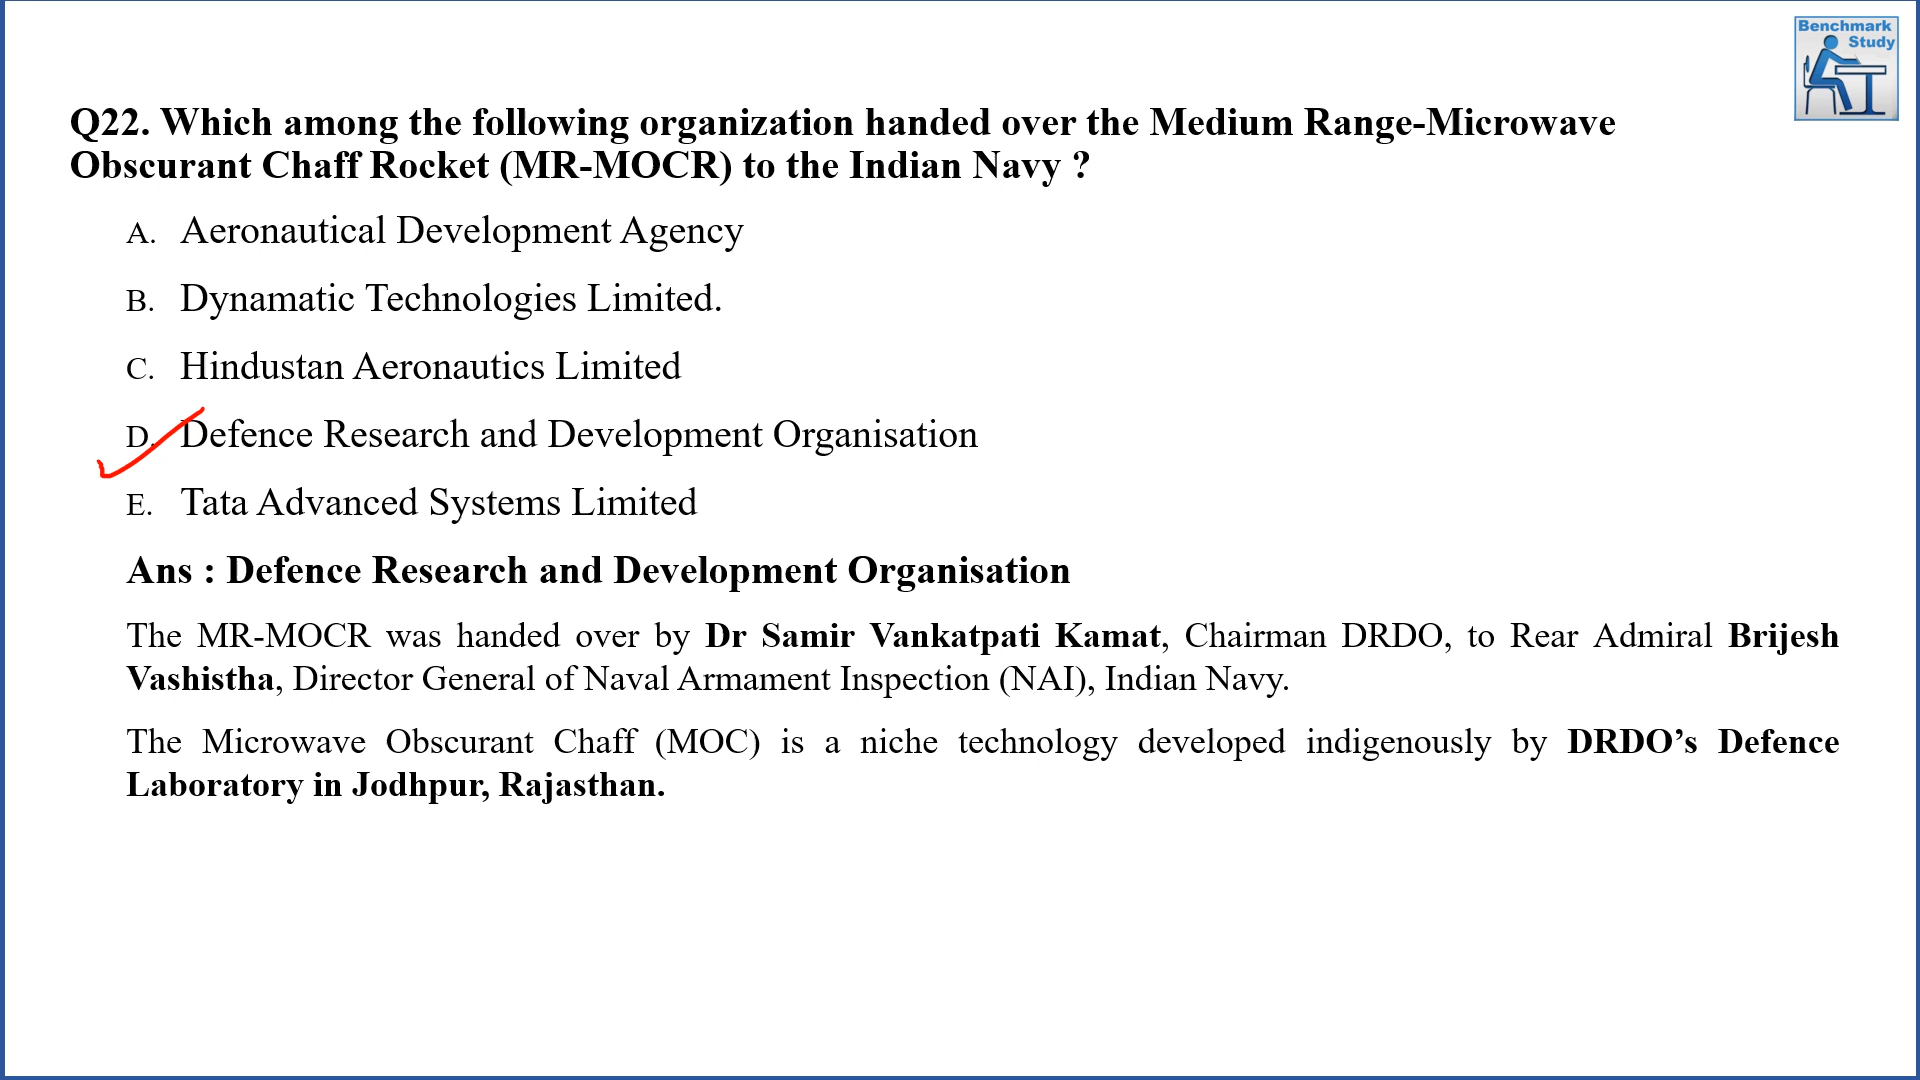 Benchmark
Study
Q22. Which among the following organization handed over the Medium Range-Microwave
Obscurant Chaff Rocket (MR-MOCR) to the Indian Navy ?
A. Aeronautical Development Agency
B. Dynamatic Technologies Limited.
C. Hindustan Aeronautics Limited
D. Defence Research and Development Organisation
E. Tata Advanced Systems Limited
Ans : Defence Research and Development Organisation
The MR-MOCR was handed over by Dr Samir Vankatpati Kamat, Chairman DRDO, to Rear Admiral Brijesh
Vashistha, Director General of Naval Armament Inspection (NAI), Indian Navy.
The Microwave Obscurant Chaff (MOC) is a niche technology developed indigenously by DRDO’s Defence
Laboratory in Jodhpur, Rajasthan.